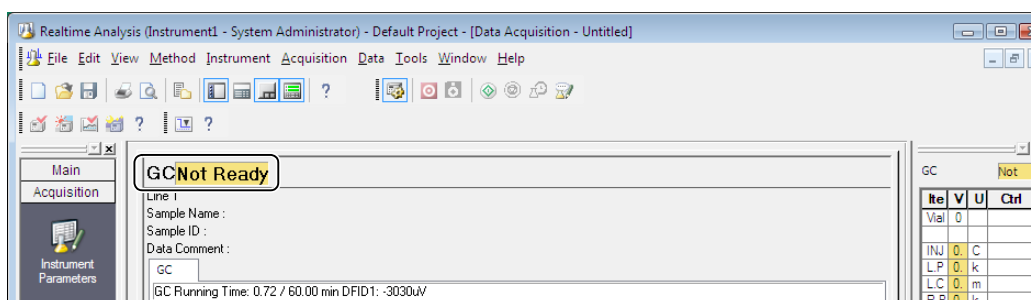 Realtime Analysis (Instrument1 - System Administrator) - Default Project - [Data Acquisition - Untitled]
File Edit View Method Instrument Acquisition Data Tools Window Help
?
? ?
Main
Acquisition
Instrument
Parameters
GC Not Ready
Line 1
Sample Name :
Sample ID :
Data Comment :
GC
GC Running Time: 0.72 / 60.00 min DFID1: -3030uV
GC Not
Ite V U Ctrl
Vial 0
INJ 0. C
L.P 0. k
L.C 0. m
P.P 0. k